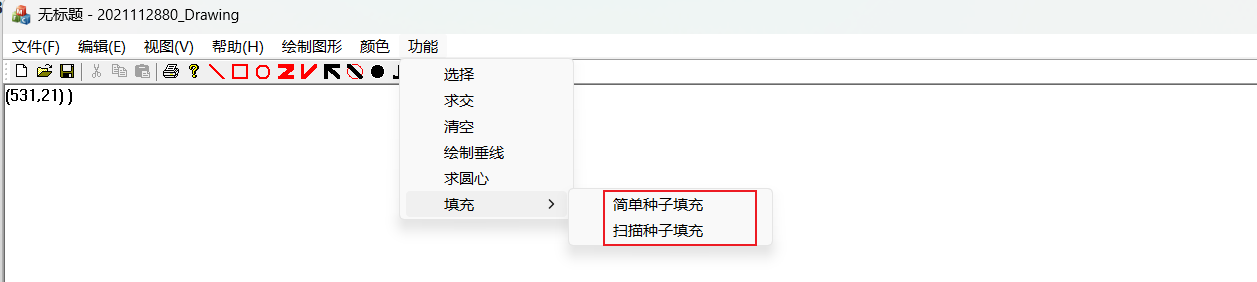 无标题 - 2021112880_Drawing
文件(F) 编辑(E) 视图(V) 帮助(H) 绘制图形 颜色 功能
(531,21) )
选择
求交
清空
绘制垂线
求圆心
填充
简单种子填充
扫描种子填充